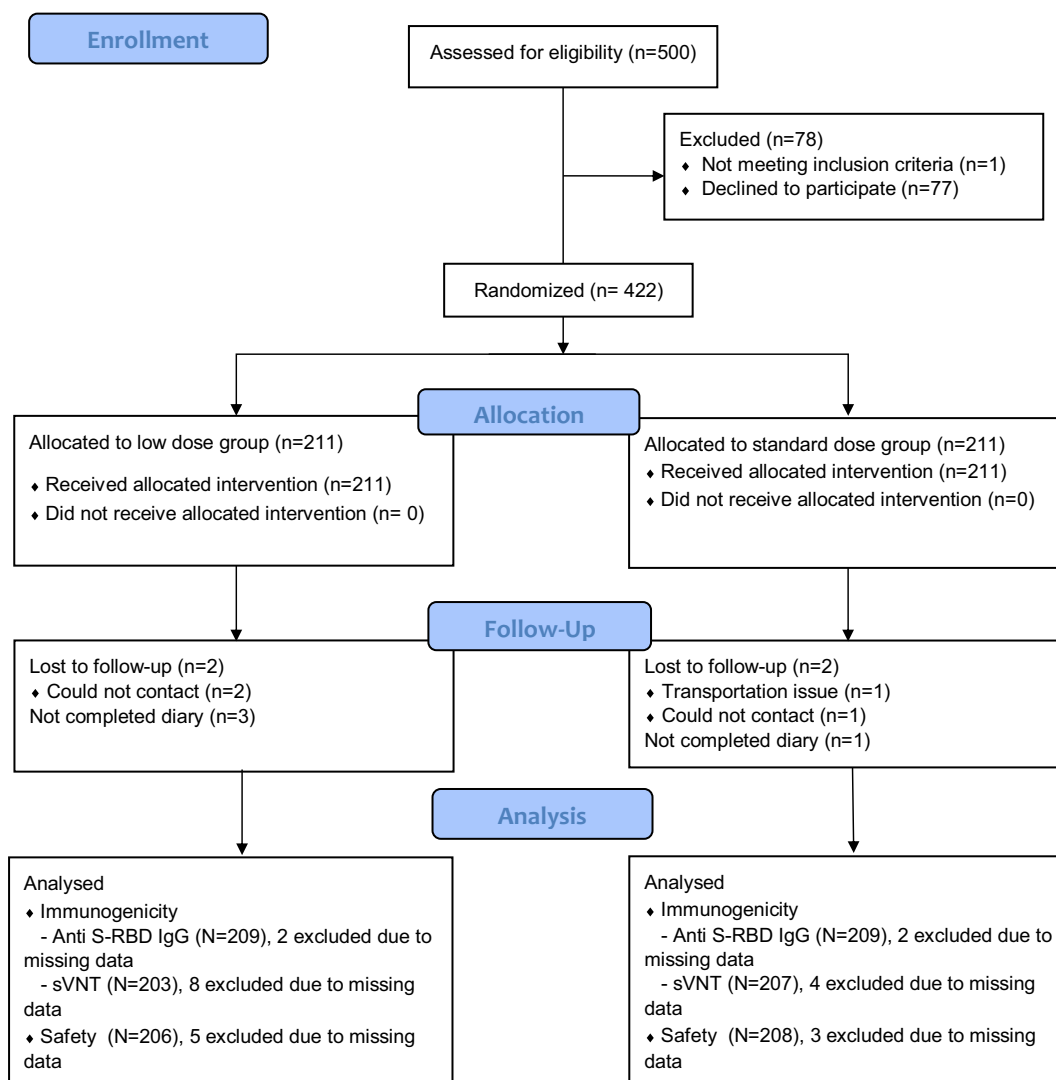 Enrollment
Assessed for eligibility (n=500)
Excluded (n=78)
♦ Not meeting inclusion criteria (n=1)
♦ Declined to participate (n=77)
Randomized (n= 422)
Allocation
Allocated to low dose group (n=211)
♦ Received allocated intervention (n=211)
♦ Did not receive allocated intervention (n= 0)
Allocated to standard dose group (n=211)
♦ Received allocated intervention (n=211)
♦ Did not receive allocated intervention (n=0)
Follow-Up
Lost to follow-up (n=2)
♦ Could not contact (n=2)
Not completed diary (n=3)
Lost to follow-up (n=2)
♦ Transportation issue (n=1)
♦ Could not contact (n=1)
Not completed diary (n=1)
Analysis
Analysed
♦ Immunogenicity
- Anti S-RBD IgG (N=209), 2 excluded due to
missing data
- sVNT (N=203), 8 excluded due to missing
data
♦ Safety (N=206), 5 excluded due to missing
data
Analysed
♦ Immunogenicity
- Anti S-RBD IgG (N=209), 2 excluded due to
missing data
- sVNT (N=207), 4 excluded due to missing
data
♦ Safety (N=208), 3 excluded due to missing
data